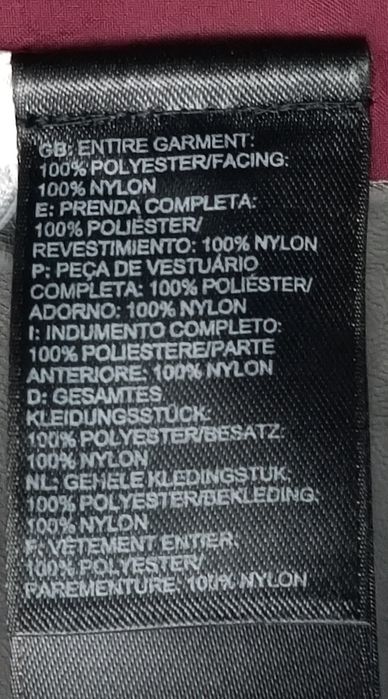 GB: ENTIRE GARMENT:
100% POLYESTER/FACING:
100% NYLON
E: PRENDA COMPLETA:
100% POLIÉSTER/
REVESTIMIENTO: 100% NYLON
P: PEÇA DE VESTUÁRIO
COMPLETA: 100% POLIÉSTER/
ADORNO: 100% NYLON
I: INDUMENTO COMPLETO:
100% POLIESTERE/PARTE
ANTERIORE: 100% NYLON
D: GESAMTES
KLEIDUNGSSTÜCK:
100% POLYESTER/BESATZ:
100% NYLON
NL: GEHELE KLEDINGSTUK:
100% POLYESTER/BEKLEDING:
100% NYLON
F: VÊTEMENT ENTIER:
100% POLYESTER/
PAREMENTURE: 100% NYLON